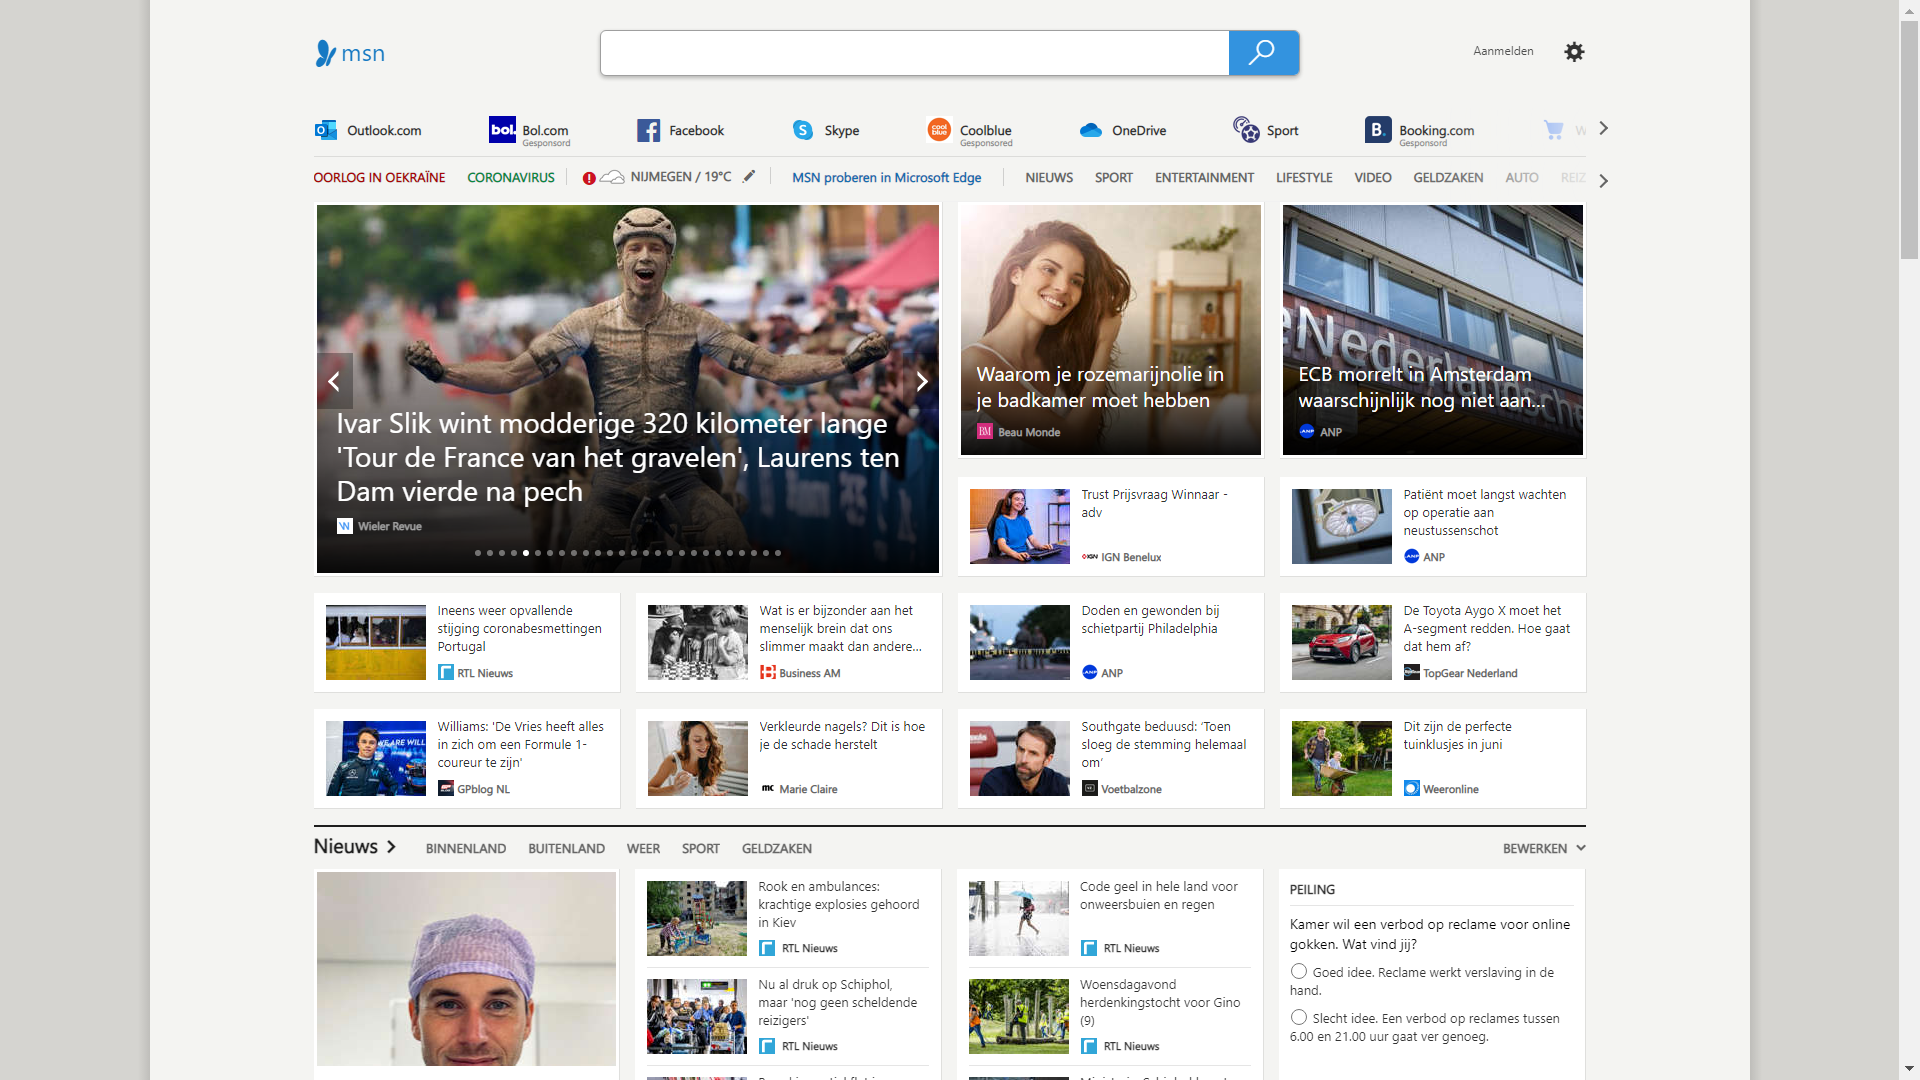 msn
Aanmelden
Outlook.com
bol.
Bol.com
Gesponsord
Facebook
Skype
cool blue
Coolblue
Gesponsored
OneDrive
Sport
B.
Booking.com
Gesponsord
OORLOG IN OEKRAÏNE
CORONAVIRUS
NIJMEGEN / 19°C
MSN proberen in Microsoft Edge
NIEUWS
SPORT
ENTERTAINMENT
LIFESTYLE
VIDEO
GELDZAKEN
AUTO
REIZ
Ivar Slik wint modderige 320 kilometer lange
'Tour de France van het gravelen', Laurens ten
Dam vierde na pech
Wieler Revue
Waarom je rozemarijnolie in
je badkamer moet hebben
BM Beau Monde
ECB morrelt in Amsterdam
waarschijnlijk nog niet aan...
ANP
Trust Prijsvraag Winnaar -
adv
IGN IGN Benelux
Patiënt moet langst wachten
op operatie aan
neustussenschot
ANP
Ineens weer opvallende
stijging coronabesmettingen
Portugal
RTL Nieuws
Wat is er bijzonder aan het
menselijk brein dat ons
slimmer maakt dan andere...
Business AM
Doden en gewonden bij
schietpartij Philadelphia
ANP
De Toyota Aygo X moet het
A-segment redden. Hoe gaat
dat hem af?
TopGear Nederland
Williams: 'De Vries heeft alles
in zich om een Formule 1-
coureur te zijn'
GPblog NL
Verkleurde nagels? Dit is hoe
je de schade herstelt
mc Marie Claire
Southgate beduusd: 'Toen
sloeg de stemming helemaal
om'
Voetbalzone
Dit zijn de perfecte
tuinklusjes in juni
Weeronline
Nieuws
BINNENLAND
BUITENLAND
WEER
SPORT
GELDZAKEN
BEWERKEN
Rook en ambulances:
krachtige explosies gehoord
in Kiev
RTL Nieuws
Nu al druk op Schiphol,
maar 'nog geen scheldende
reizigers'
RTL Nieuws
Code geel in hele land voor
onweersbuien en regen
RTL Nieuws
Woensdagavond
herdenkingstocht voor Gino
(9)
RTL Nieuws
PEILING
Kamer wil een verbod op reclame voor online
gokken. Wat vind jij?
Goed idee. Reclame werkt verslaving in de
hand.
Slecht idee. Een verbod op reclames tussen
6.00 en 21.00 uur gaat ver genoeg.